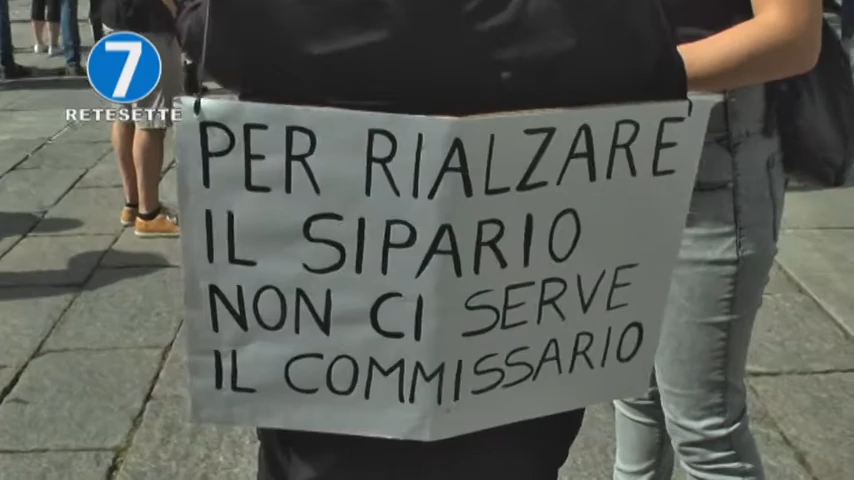 7
RETESETTE
PER RIALZARE
IL SIPARIO
NON CI SERVE
IL COMMISSARIO